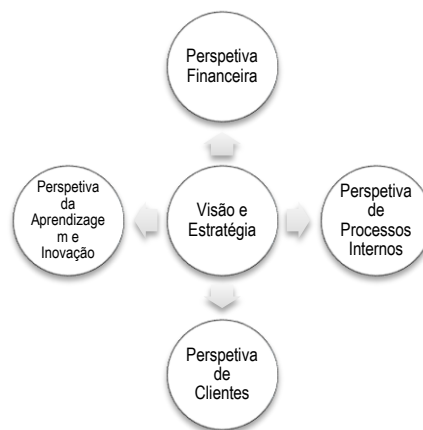 Perspetiva
Financeira
Perspetiva
da
Aprendizage
m e
Inovação
Visão e
Estratégia
Perspetiva
de
Processos
Internos
Perspetiva
de
Clientes